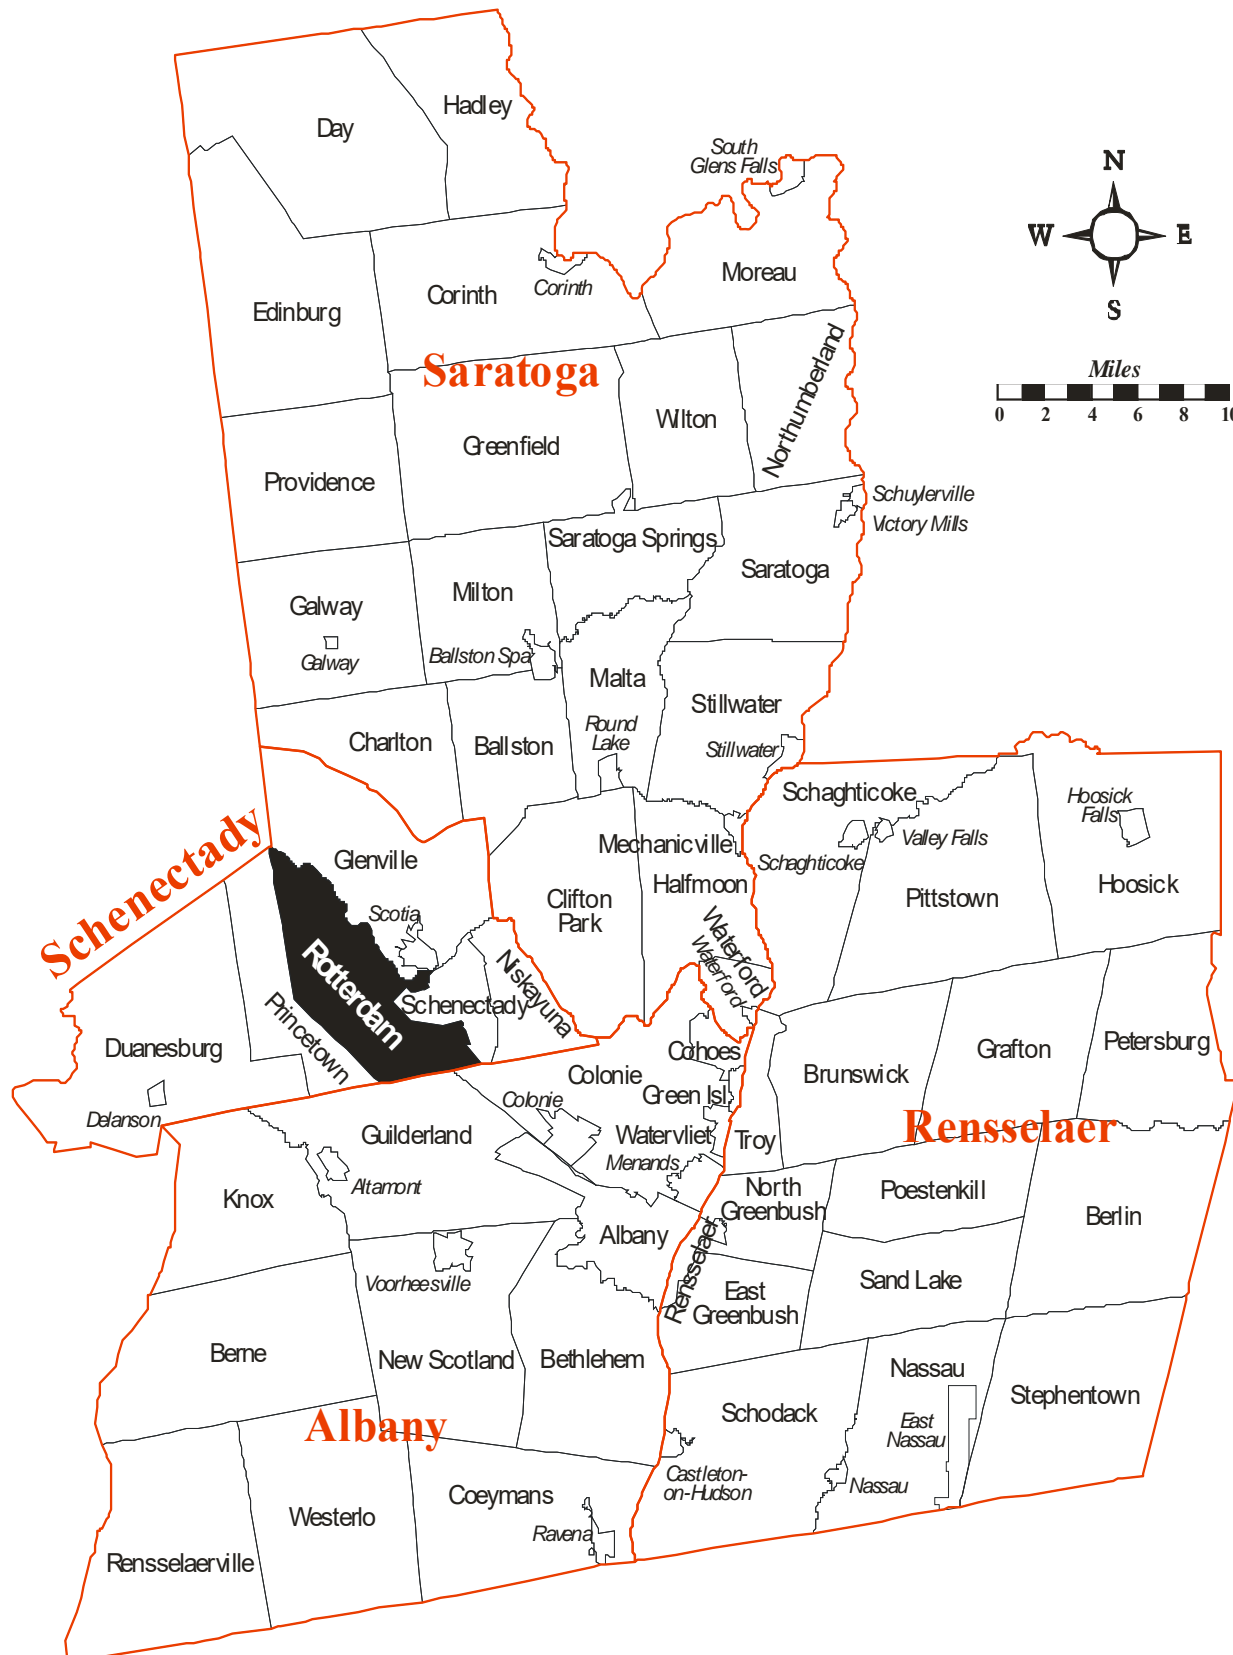 Hadley
Day
South
Glens Falls
N
W
E
S
Moreau
Corinth
Corinth
Edinburg
Northumberland
Miles
0 2 4 6 8 10
Saratoga
Wilton
Greenfield
Providence
Schuylerville
Victory Mills
Saratoga Springs
Saratoga
Milton
Galway
Galway
Ballston Spa
Malta
Stillwater
Round
Lake
Stillwater
Charlton
Ballston
Schaghticoke
Hoosick
Falls
Schenectady
Mechanicville
Valley Falls
Schaghticoke
Glenville
Halfmoon
Hoosick
Pittstown
Clifton
Park
Scotia
Waterford
Waterford
Rotterdam
Niskayuna
Schenectady
Princetown
Duanesburg
Cohoes
Grafton
Petersburg
Colonie
Brunswick
Green Isl
Colonie
Delanson
Rensselaer
Guilderland
Watervliet
Troy
Menands
Altamont
Knox
North
Greenbush
Poestenkill
Berlin
Albany
Rensselaer
Voorheesville
Sand Lake
East
Greenbush
Berne
New Scotland
Bethlehem
Nassau
Stephentown
Schodack
Albany
East
Nassau
Castleton-
on-Hudson
Nassau
Coeymans
Westerlo
Ravena
Rensselaerville